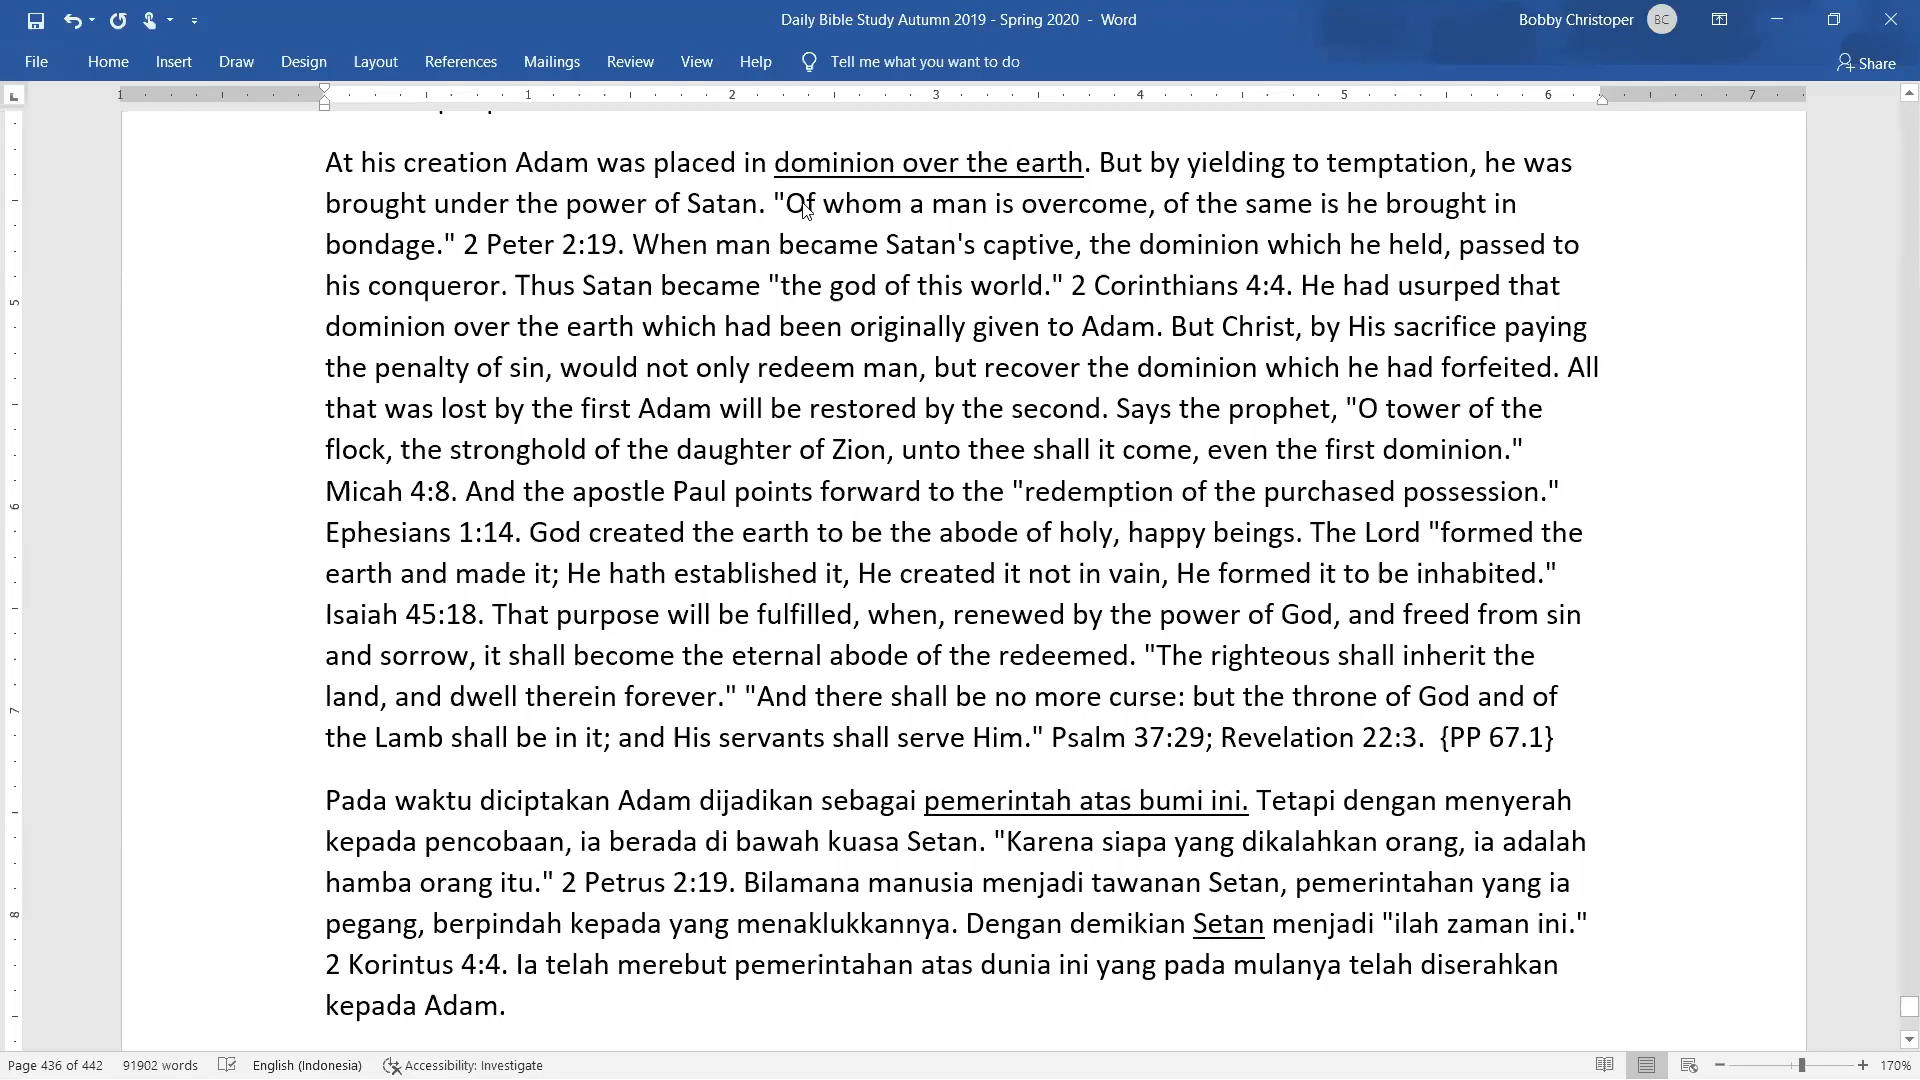 Daily Bible Study Autumn 2019 - Spring 2020 - Word
Bobby Christoper BC
File Home Insert Draw Design Layout References Mailings Review View Help Tell me what you want to do Share
1 1 2 3 4 5 6 7
At his creation Adam was placed in dominion over the earth. But by yielding to temptation, he was
brought under the power of Satan. "Of whom a man is overcome, of the same is he brought in
bondage." 2 Peter 2:19. When man became Satan's captive, the dominion which he held, passed to
his conqueror. Thus Satan became "the god of this world." 2 Corinthians 4:4. He had usurped that
dominion over the earth which had been originally given to Adam. But Christ, by His sacrifice paying
the penalty of sin, would not only redeem man, but recover the dominion which he had forfeited. All
that was lost by the first Adam will be restored by the second. Says the prophet, "O tower of the
flock, the stronghold of the daughter of Zion, unto thee shall it come, even the first dominion."
Micah 4:8. And the apostle Paul points forward to the "redemption of the purchased possession."
Ephesians 1:14. God created the earth to be the abode of holy, happy beings. The Lord "formed the
earth and made it; He hath established it, He created it not in vain, He formed it to be inhabited."
Isaiah 45:18. That purpose will be fulfilled, when, renewed by the power of God, and freed from sin
and sorrow, it shall become the eternal abode of the redeemed. "The righteous shall inherit the
land, and dwell therein forever." "And there shall be no more curse: but the throne of God and of
the Lamb shall be in it; and His servants shall serve Him." Psalm 37:29; Revelation 22:3. {PP 67.1}
Pada waktu diciptakan Adam dijadikan sebagai pemerintah atas bumi ini. Tetapi dengan menyerah
kepada pencobaan, ia berada di bawah kuasa Setan. "Karena siapa yang dikalahkan orang, ia adalah
hamba orang itu." 2 Petrus 2:19. Bilamana manusia menjadi tawanan Setan, pemerintahan yang ia
pegang, berpindah kepada yang menaklukkannya. Dengan demikian Setan menjadi "ilah zaman ini."
2 Korintus 4:4. Ia telah merebut pemerintahan atas dunia ini yang pada mulanya telah diserahkan
kepada Adam.
5
6
7
8
Page 436 of 442 91902 words English (Indonesia) Accessibility: Investigate 170%